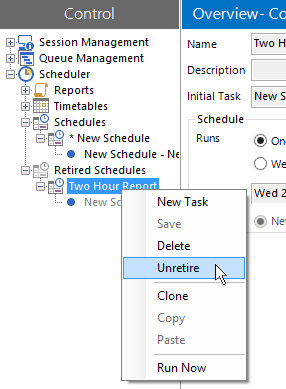 Control
Session Management
Queue Management
Scheduler
Reports
Timetables
Schedules
* New Schedule
New Schedule - Ne
Retired Schedules
Two Hour Report
New Sc
Overview- Co
Name
Two Hour
Description
Initial Task
New S
Schedule
Runs
On
We
Wed 2
Ne
New Task
Save
Delete
Unretire
Clone
Copy
Paste
Run Now